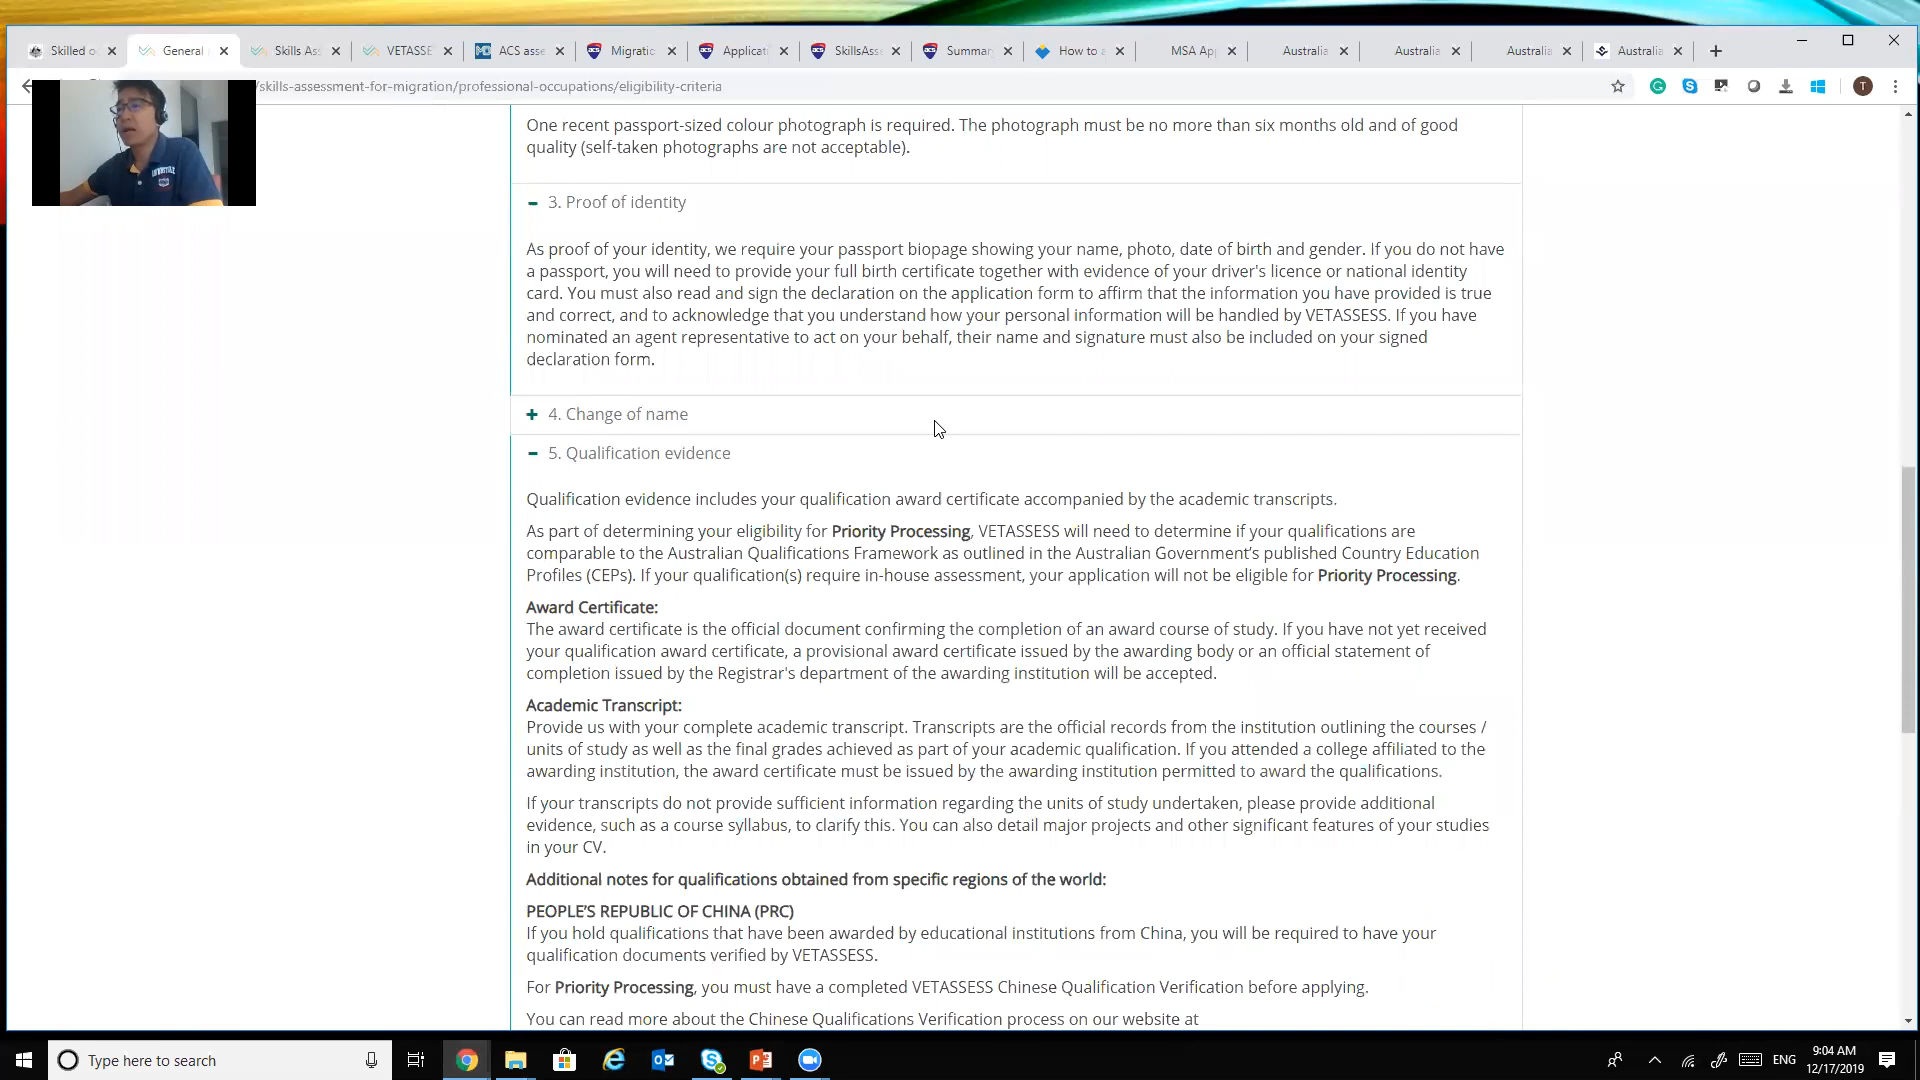 Skilled o
General
Skills As
VETASSE
ACS asse
Migratio
Applicati
SkillsAss
Summar
How to a
MSA Ap
Australia
Australia
Australia
Australia
/skills-assessment-for-migration/professional-occupations/eligibility-criteria
T
One recent passport-sized colour photograph is required. The photograph must be no more than six months old and of good
quality (self-taken photographs are not acceptable).
3. Proof of identity
As proof of your identity, we require your passport biopage showing your name, photo, date of birth and gender. If you do not have
a passport, you will need to provide your full birth certificate together with evidence of your driver's licence or national identity
card. You must also read and sign the declaration on the application form to affirm that the information you have provided is true
and correct, and to acknowledge that you understand how your personal information will be handled by VETASSESS. If you have
nominated an agent representative to act on your behalf, their name and signature must also be included on your signed
declaration form.
4. Change of name
5. Qualification evidence
Qualification evidence includes your qualification award certificate accompanied by the academic transcripts.
As part of determining your eligibility for Priority Processing, VETASSESS will need to determine if your qualifications are
comparable to the Australian Qualifications Framework as outlined in the Australian Government's published Country Education
Profiles (CEPs). If your qualification(s) require in-house assessment, your application will not be eligible for Priority Processing.
Award Certificate:
The award certificate is the official document confirming the completion of an award course of study. If you have not yet received
your qualification award certificate, a provisional award certificate issued by the awarding body or an official statement of
completion issued by the Registrar's department of the awarding institution will be accepted.
Academic Transcript:
Provide us with your complete academic transcript. Transcripts are the official records from the institution outlining the courses /
units of study as well as the final grades achieved as part of your academic qualification. If you attended a college affiliated to the
awarding institution, the award certificate must be issued by the awarding institution permitted to award the qualifications.
If your transcripts do not provide sufficient information regarding the units of study undertaken, please provide additional
evidence, such as a course syllabus, to clarify this. You can also detail major projects and other significant features of your studies
in your CV.
Additional notes for qualifications obtained from specific regions of the world:
PEOPLE'S REPUBLIC OF CHINA (PRC)
If you hold qualifications that have been awarded by educational institutions from China, you will be required to have your
qualification documents verified by VETASSESS.
For Priority Processing, you must have a completed VETASSESS Chinese Qualification Verification before applying.
You can read more about the Chinese Qualifications Verification process on our website at
Type here to search
ENG
9:04 AM
12/17/2019